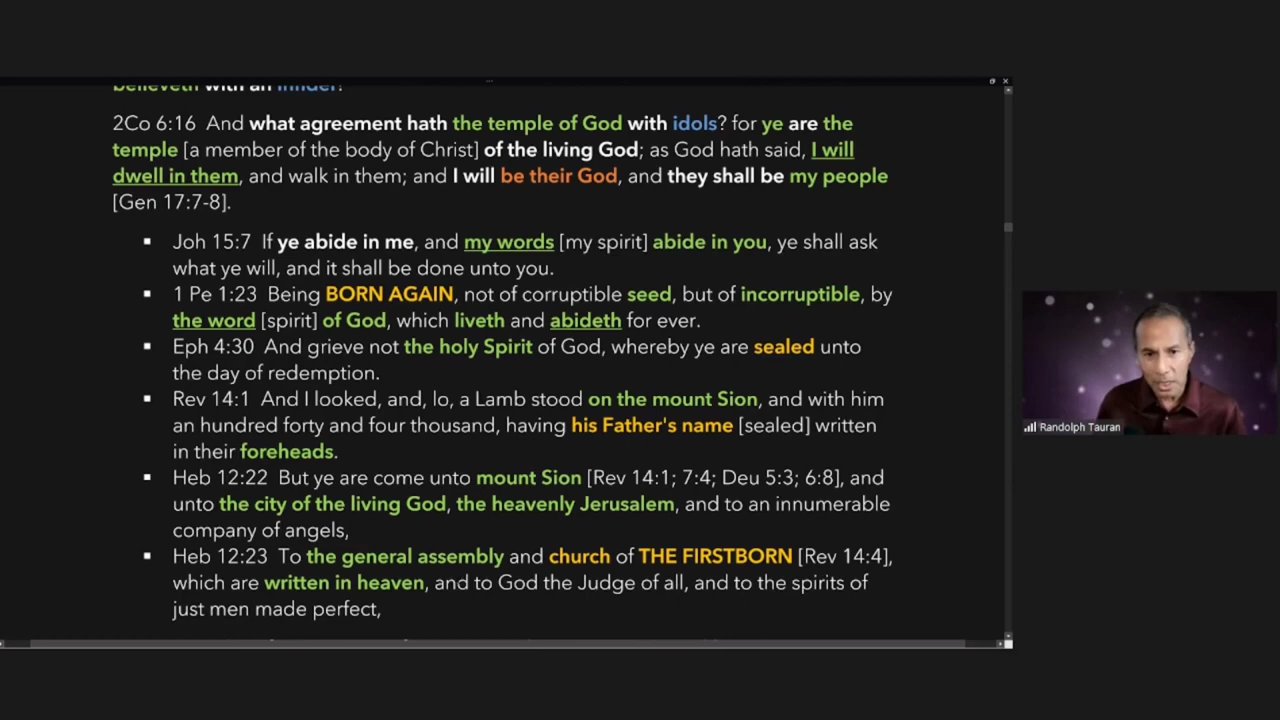 believeth with an infidel?
2Co 6:16 And what agreement hath the temple of God with idols? for ye are the
temple [a member of the body of Christ] of the living God; as God hath said, I will
dwell in them, and walk in them; and I will be their God, and they shall be my people
[Gen 17:7-8].
▪ Joh 15:7 If ye abide in me, and my words [my spirit] abide in you, ye shall ask
what ye will, and it shall be done unto you.
▪ 1 Pe 1:23 Being BORN AGAIN, not of corruptible seed, but of incorruptible, by
the word [spirit] of God, which liveth and abideth for ever.
▪ Eph 4:30 And grieve not the holy Spirit of God, whereby ye are sealed unto
the day of redemption.
▪ Rev 14:1 And I looked, and, lo, a Lamb stood on the mount Sion, and with him
an hundred forty and four thousand, having his Father's name [sealed] written
in their foreheads.
▪ Heb 12:22 But ye are come unto mount Sion [Rev 14:1; 7:4; Deu 5:3; 6:8], and
unto the city of the living God, the heavenly Jerusalem, and to an innumerable
company of angels,
▪ Heb 12:23 To the general assembly and church of THE FIRSTBORN [Rev 14:4],
which are written in heaven, and to God the Judge of all, and to the spirits of
just men made perfect,
Randolph Tauran